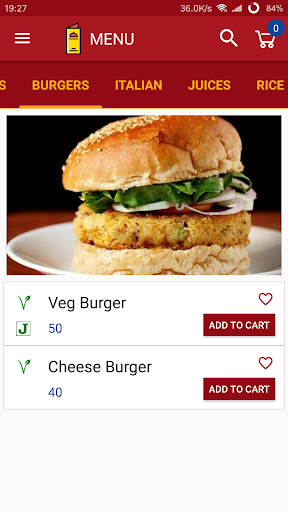 19:27 36.0K/s 84
0
MENU
S BURGERS ITALIAN JUICES RICE
Veg Burger
J 50 ADD TO CART
Cheese Burger
40 ADD TO CART